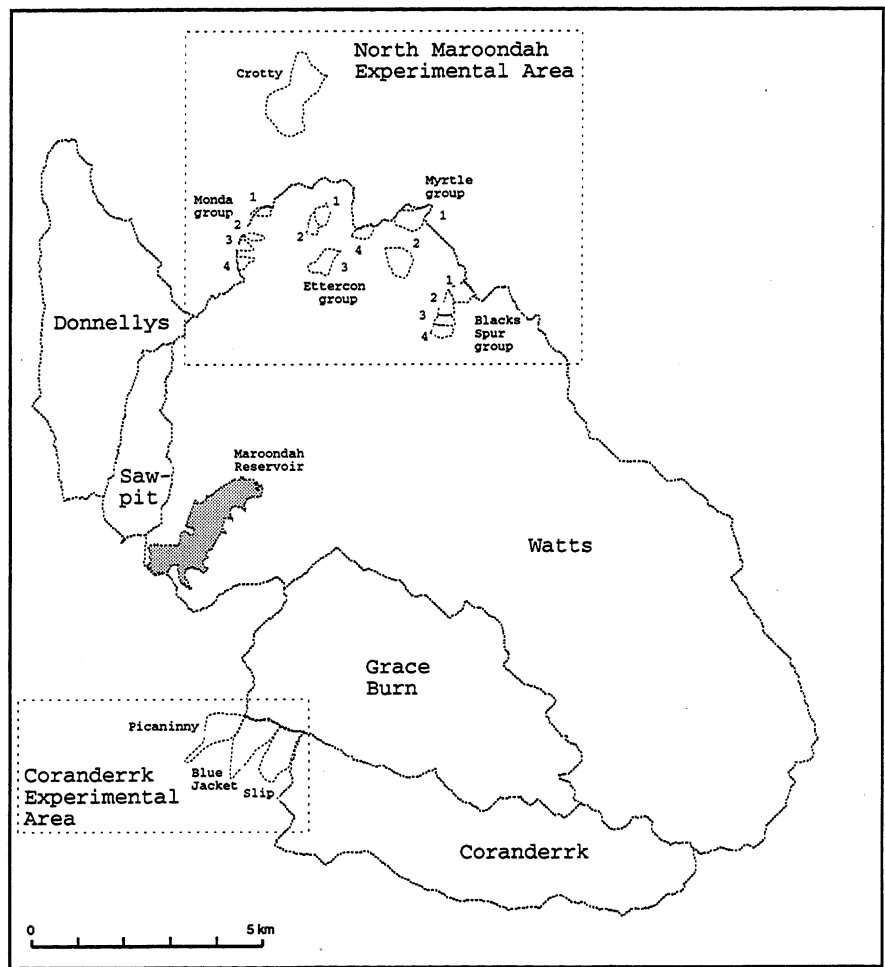 North Maroondah
Experimental Area
Crotty
Monda
group
1
2
3
4
1
2
3
4
Ettercon
group
Myrtle
group
1
2
1
2
3
4
Blacks
Spur
group
Donnellys
Saw-
pit
Maroondah
Reservoir
Watts
Grace
Burn
Picaninny
Blue
Jacket
Slip
Coranderrk
Experimental
Area
Coranderrk
0
5 km